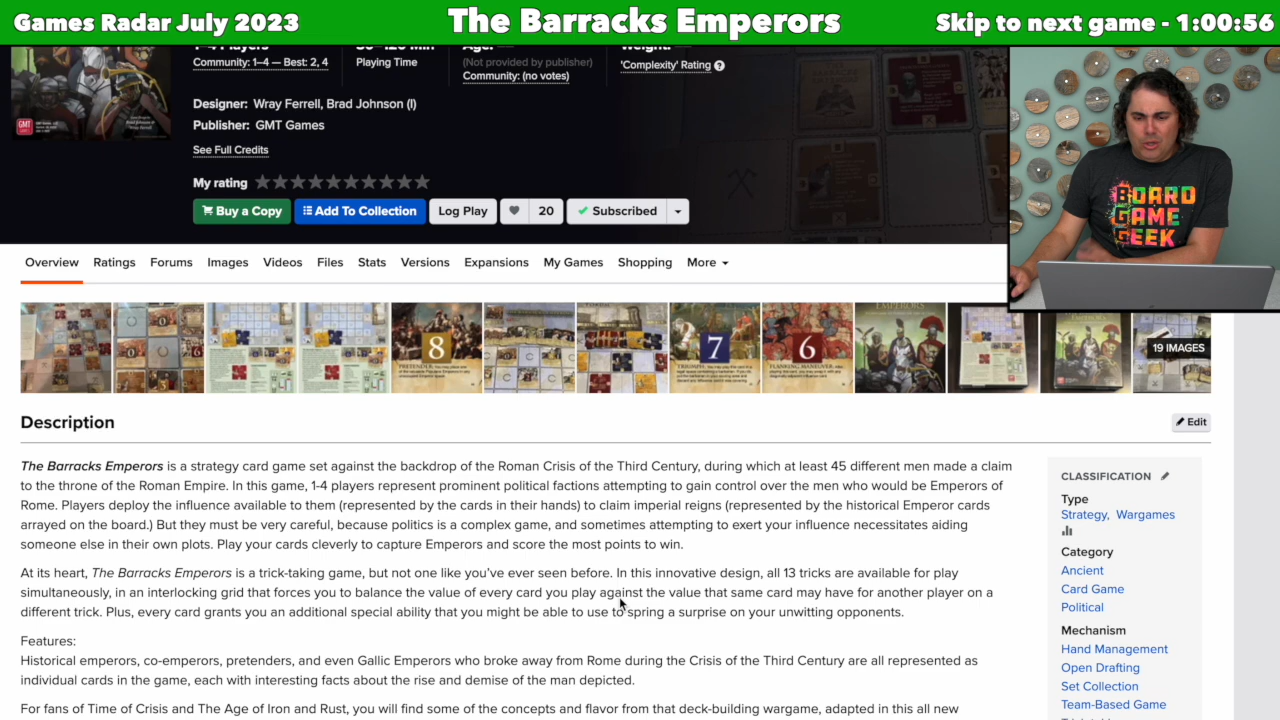 Games Radar July 2023
The Barracks Emperors
Skip to next game - 1:00:56
Community: 1–4 — Best: 2, 4
Playing Time
(Not provided by publisher)
Community: (no votes)
'Complexity' Rating
Designer: Wray Ferrell, Brad Johnson (I)
Publisher: GMT Games
See Full Credits
My rating
Buy a Copy
Add To Collection
Log Play
20
Subscribed
BOARD
GAME
GEEK
GMT
Overview
Ratings
Forums
Images
Videos
Files
Stats
Versions
Expansions
My Games
Shopping
More
8
PRETENDER:
7
TRIUMPH:
6
FLANKING MANEUVER:
EMPERORS
19 IMAGES
Description
Edit
The Barracks Emperors is a strategy card game set against the backdrop of the Roman Crisis of the Third Century, during which at least 45 different men made a claim
to the throne of the Roman Empire. In this game, 1-4 players represent prominent political factions attempting to gain control over the men who would be Emperors of
Rome. Players deploy the influence available to them (represented by the cards in their hands) to claim imperial reigns (represented by the historical Emperor cards
arrayed on the board.) But they must be very careful, because politics is a complex game, and sometimes attempting to exert your influence necessitates aiding
someone else in their own plots. Play your cards cleverly to capture Emperors and score the most points to win.
At its heart, The Barracks Emperors is a trick-taking game, but not one like you've ever seen before. In this innovative design, all 13 tricks are available for play
simultaneously, in an interlocking grid that forces you to balance the value of every card you play against the value that same card may have for another player on a
different trick. Plus, every card grants you an additional special ability that you might be able to use to spring a surprise on your unwitting opponents.
Features:
Historical emperors, co-emperors, pretenders, and even Gallic Emperors who broke away from Rome during the Crisis of the Third Century are all represented as
individual cards in the game, each with interesting facts about the rise and demise of the man depicted.
For fans of Time of Crisis and The Age of Iron and Rust, you will find some of the concepts and flavor from that deck-building wargame, adapted in this all new
CLASSIFICATION
Type
Strategy, Wargames
Category
Ancient
Card Game
Political
Mechanism
Hand Management
Open Drafting
Set Collection
Team-Based Game